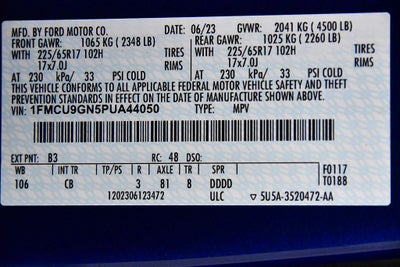 MFD. BY FORD MOTOR CO. DATE: 06/23 GVWR: 2041 KG (4500 LB)
FRONT GAWR: 1065 KG (2348 LB) REAR GAWR: 1025 KG (2260 LB)
WITH 225/65R17 102H TIRES WITH 225/65R17 102H TIRES
17x7.0J RIMS 17x7.0J RIMS
AT 230 kPa/ 33 PSI COLD AT 230 kPa/ 33 PSI COLD
THIS VEHICLE CONFORMS TO ALL APPLICABLE FEDERAL MOTOR VEHICLE SAFETY AND
THEFT PREVENTION STANDARDS IN EFFECT ON THE DATE OF MANUFACTURE SHOWN ABOVE.
VIN: 1FMCU9GN5PUA44050 TYPE: MPV
EXT PNT: B3 RC: 48 DSO: F0117
WB INT TR TP/PS R AXLE TR SPR T0188
106 CB 3 81 8 DDDD
1202306123472 ULC 5U5A-3520472-AA